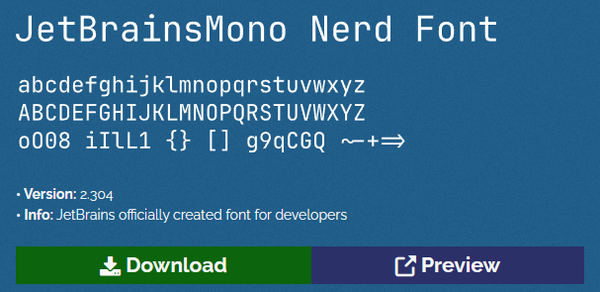 JetBrainsMono Nerd Font
abcdefghijklmnopqrstuvwxyz
ABCDEFGHIJKLMNOPQRSTUVWXYZ
oO08 iIlL1 {} [] g9qCGQ ~-+=>
• Version: 2.304
• Info: JetBrains officially created font for developers
Download
Preview